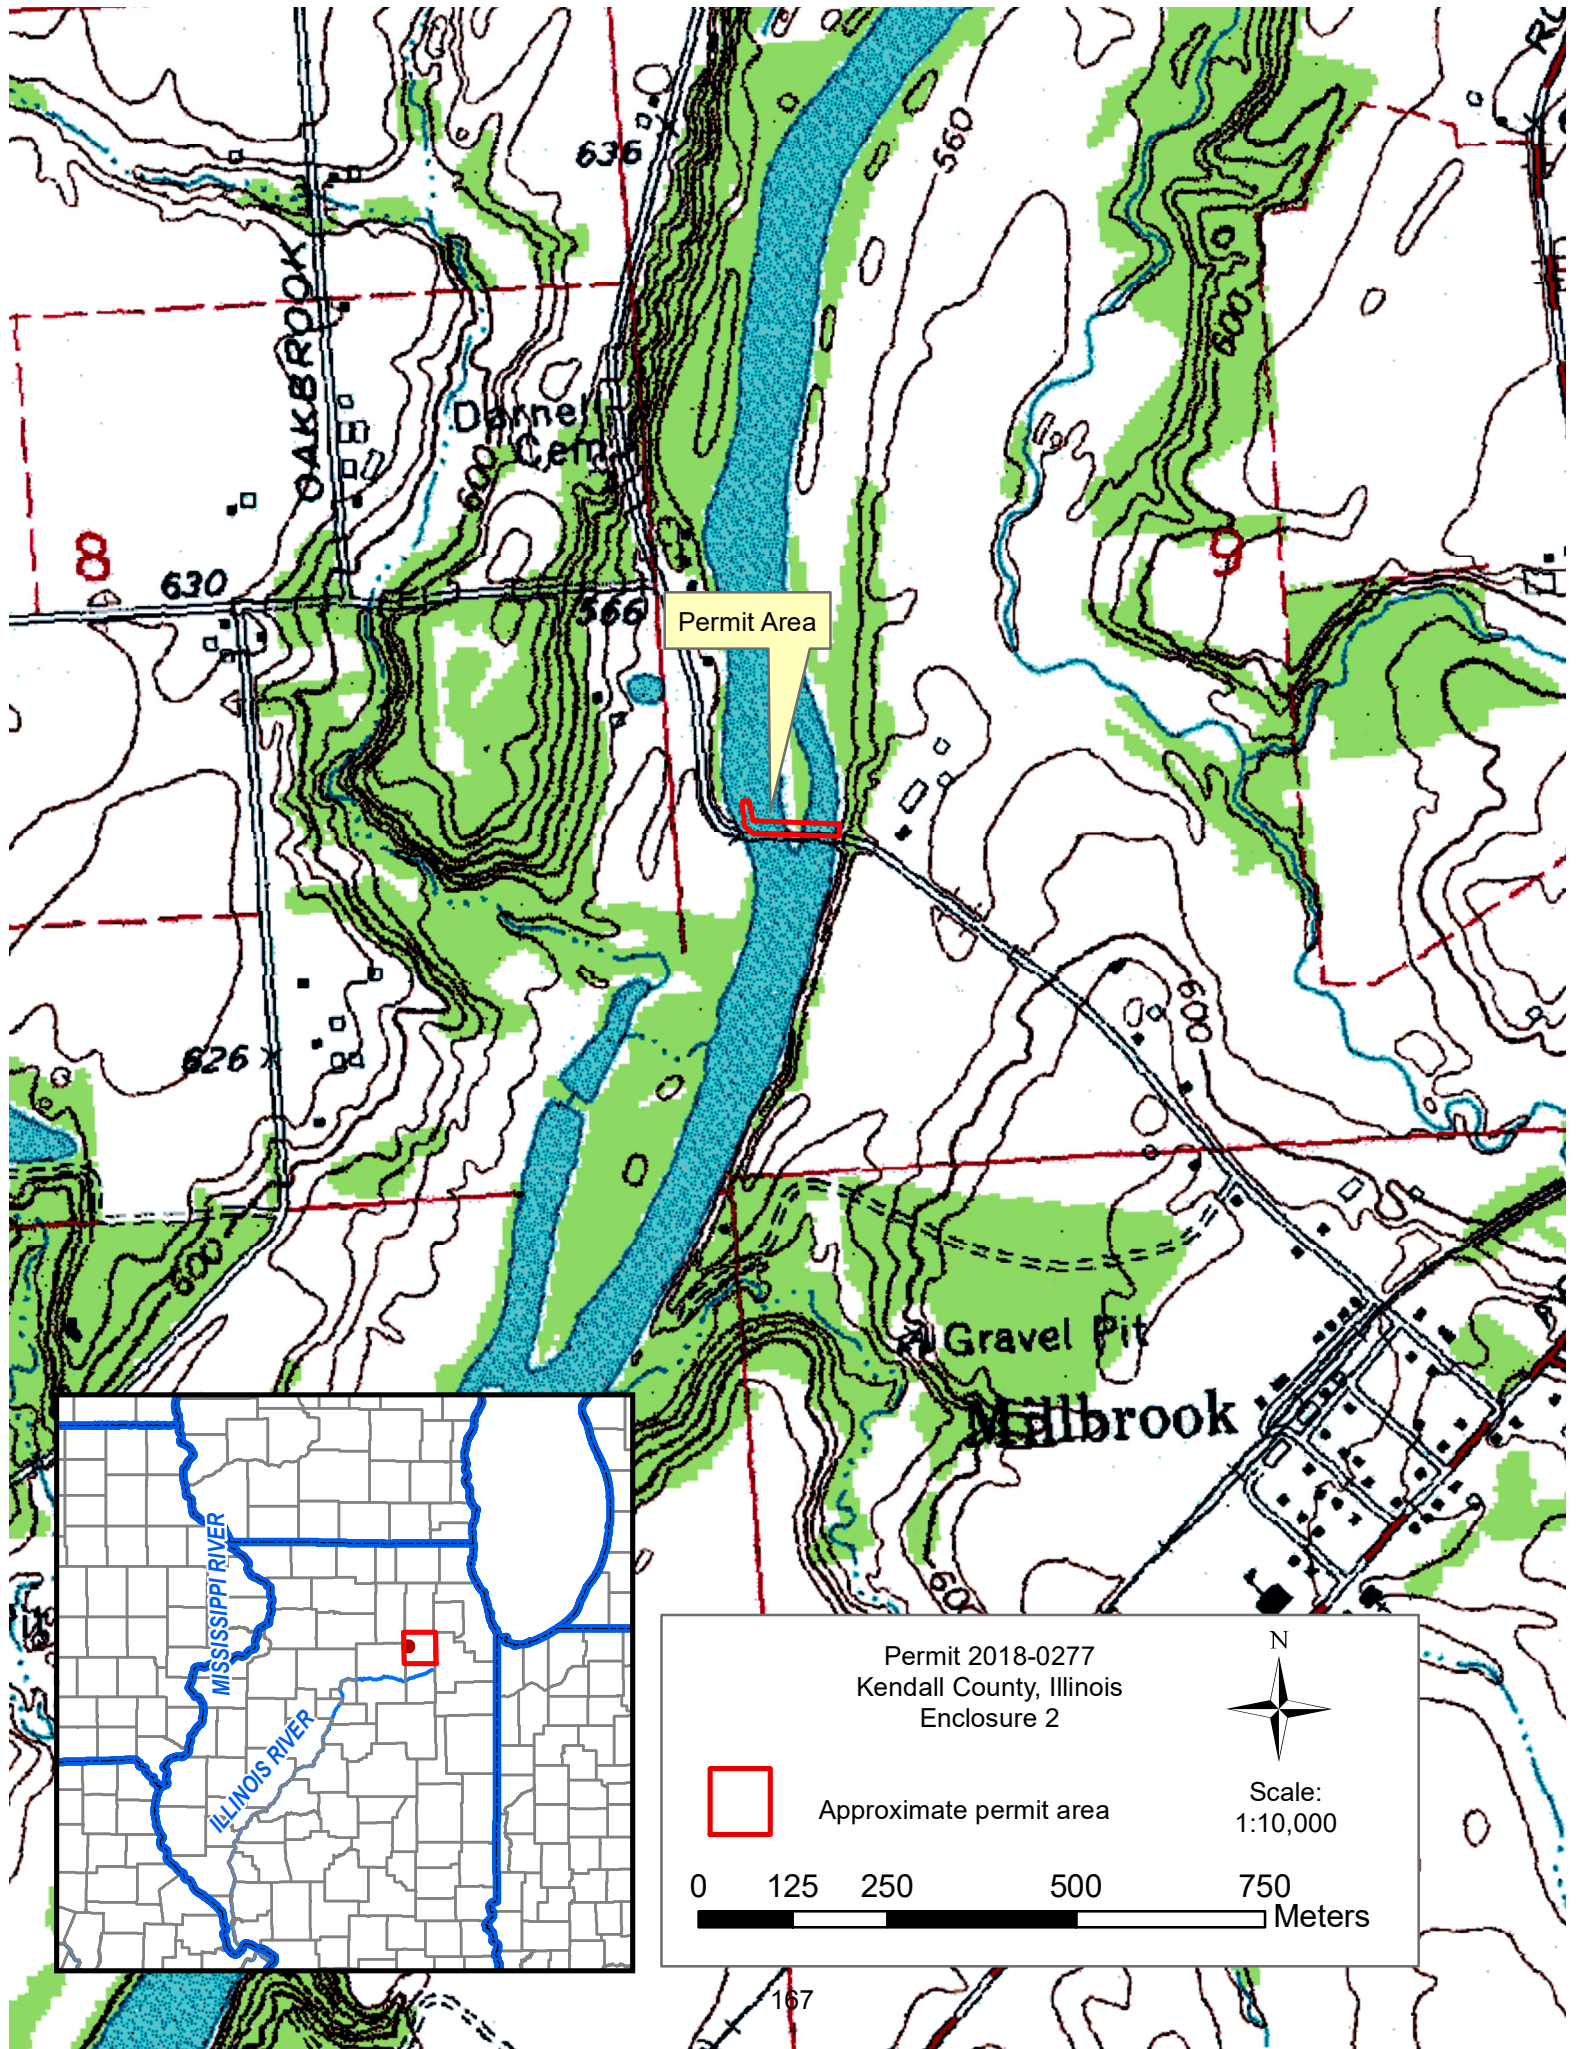 636
560
OAKBROOK
600
Darnell
Cem
600
8
9
630
566
Permit Area
600
626
600
Gravel Pit
Millbrook
MISSISSIPPI RIVER
ILLINOIS RIVER
Permit 2018-0277
Kendall County, Illinois
Enclosure 2
N
Approximate permit area
Scale:
1:10,000
0 125 250 500 750
Meters
167